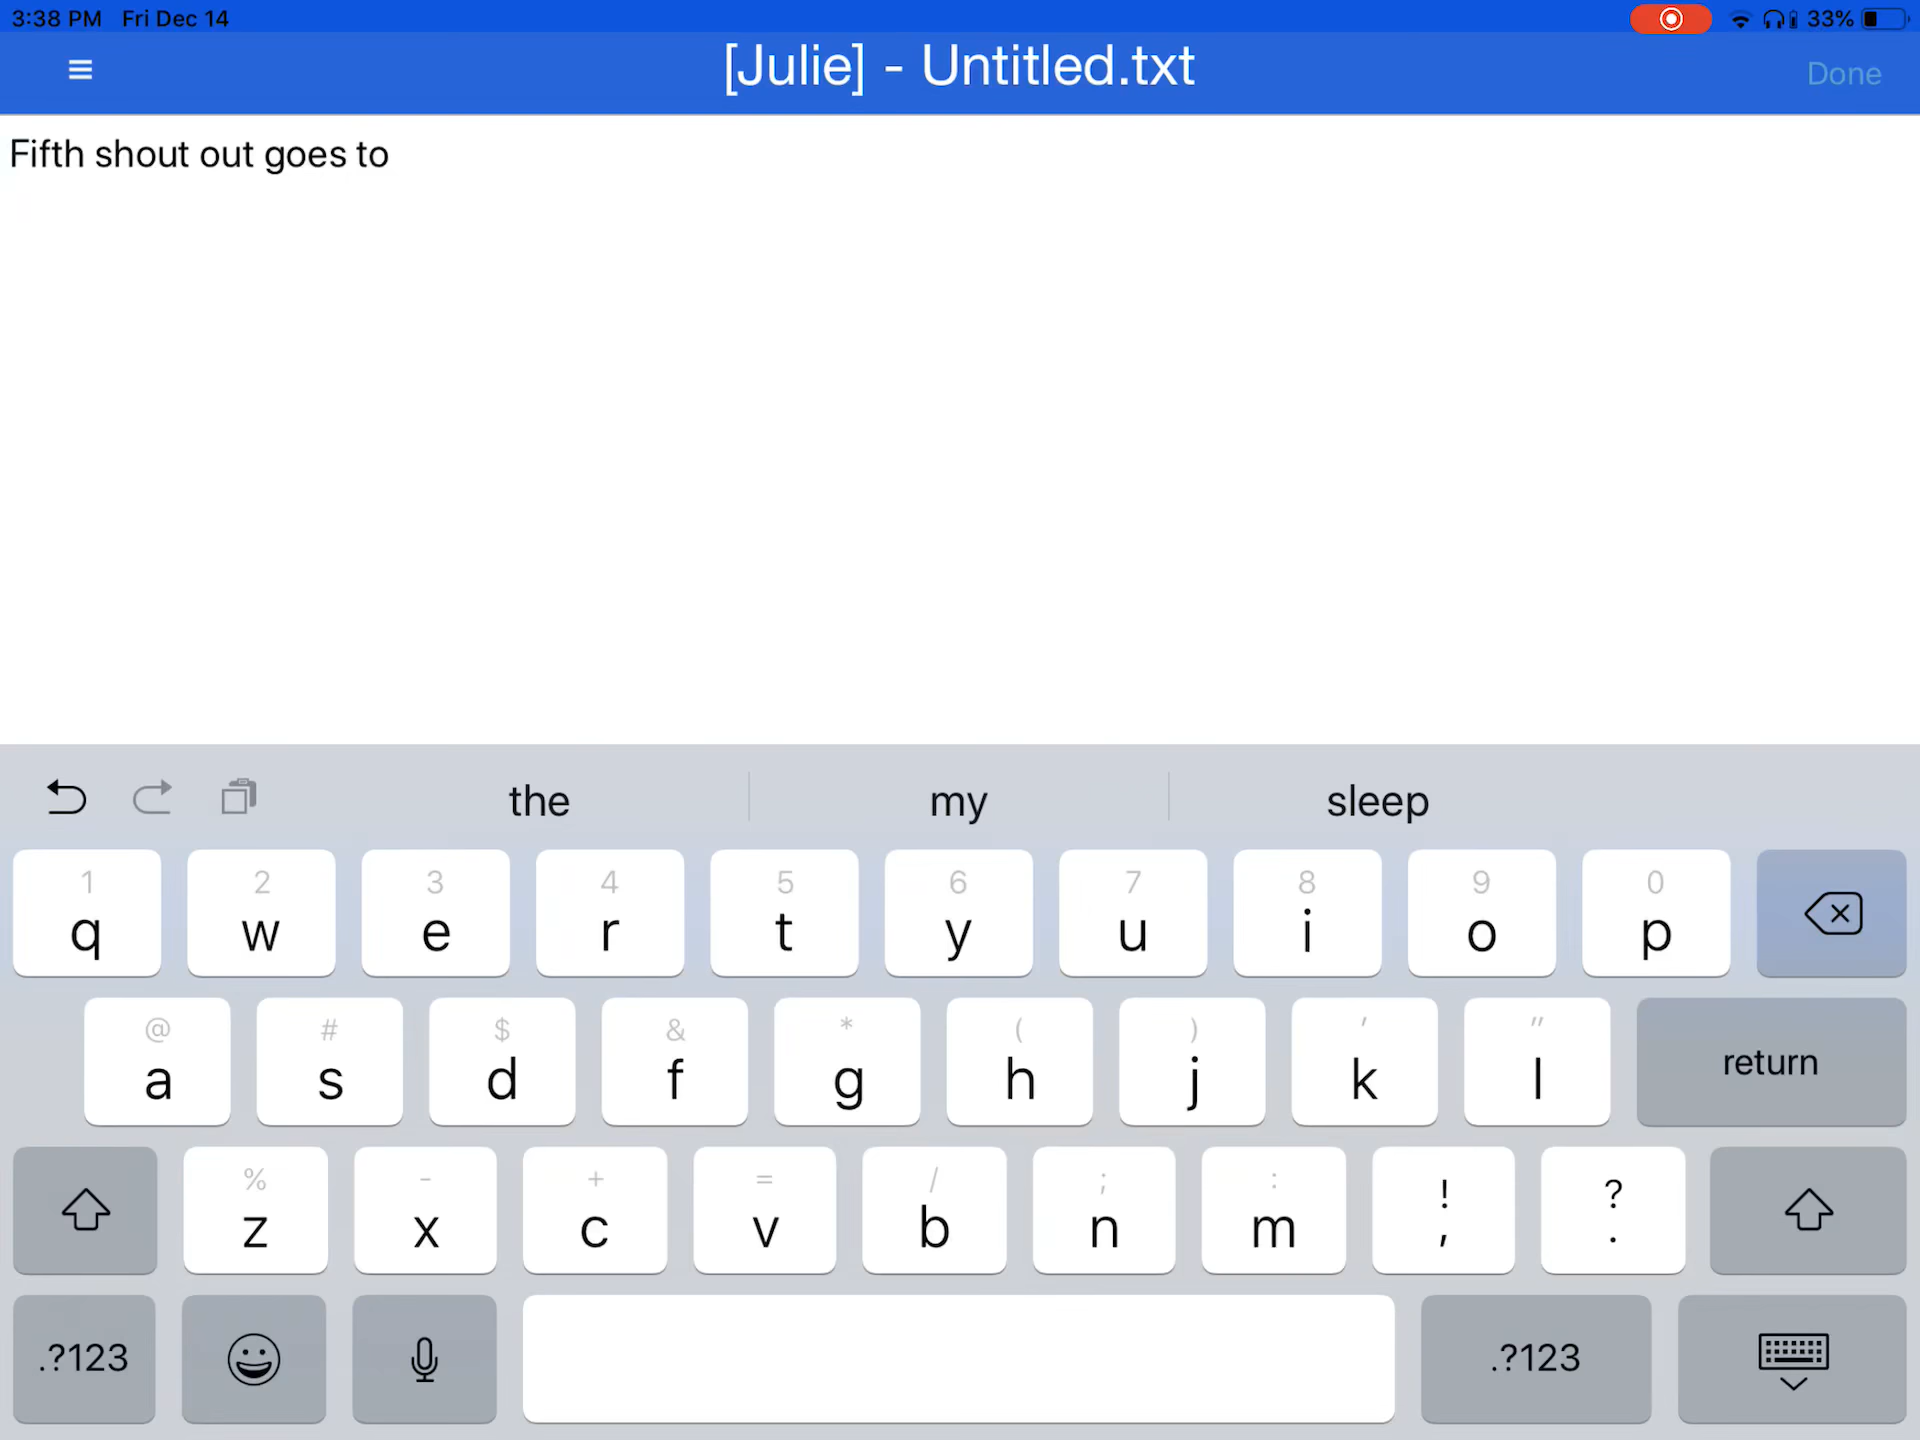 3:38 PM Fri Dec 14 33%
[Julie] - Untitled.txt
Done
Fifth shout out goes to
the my sleep
1 2 3 4 5 6 7 8 9 0
q w e r t y u i o p
@ # $ & * ( ) ' "
a s d f g h j k l return
% - + = / ; : ! ?
z x c v b n m , .
.?123 .?123